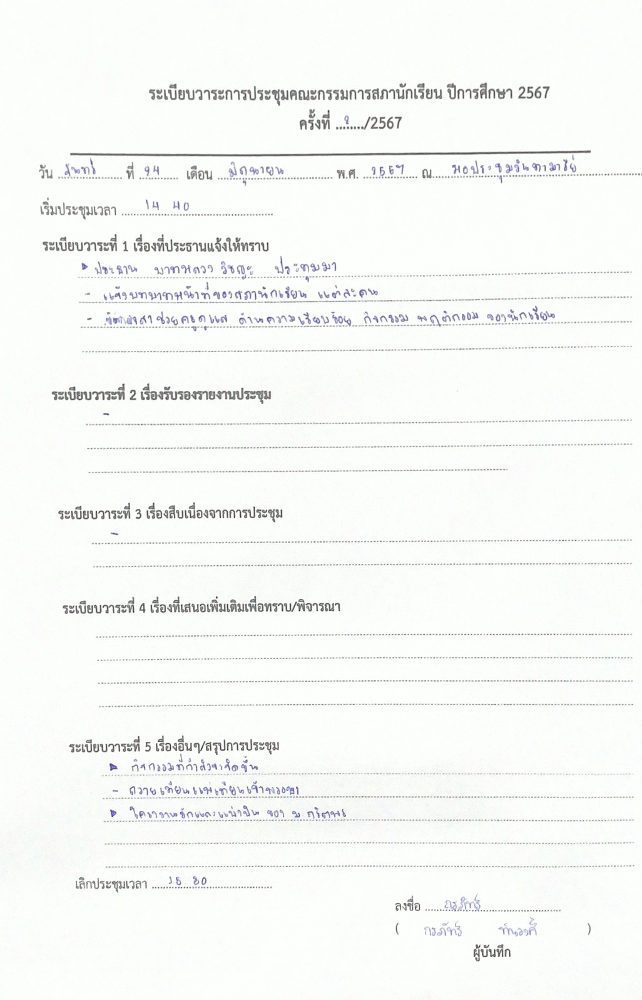 ระเบียบวาระการประชุมคณะกรรมการสภานักเรียน ปีการศึกษา 2567
ครั้งที่ ...2..../2567
วัน จันทร์ ที่ 24 เดือน มิถุนายน พ.ศ. 2567 ณ หอประชุมวันทามารีย์
เริ่มประชุมเวลา 14 40
ระเบียบวาระที่ 1 เรื่องที่ประธานแจ้งให้ทราบ
ประธาน บาทหลวง วิชญะ ประทุมมา
- แจ้งบทบาทหน้าที่ของสภานักเรียน แต่ละคน
- จิตอาสา ช่วยครูดูแล ด้านความเรียบร้อย กิจกรรม พฤติกรรม ของนักเรียน
ระเบียบวาระที่ 2 เรื่องรับรองรายงานประชุม
-
ระเบียบวาระที่ 3 เรื่องสืบเนื่องจากการประชุม
-
ระเบียบวาระที่ 4 เรื่องที่เสนอเพิ่มเติมเพื่อทราบ/พิจารณา
ระเบียบวาระที่ 5 เรื่องอื่นๆ/สรุปการประชุม
กิจกรรมที่กำลังจะจัดขึ้น
- ถวายเทียน แห่เทียนเข้าพรรษา
ของ ม
เลิกประชุมเวลา 15 30
ลงชื่อ กรภัทร์
( กรภัทร์ )
ผู้บันทึก